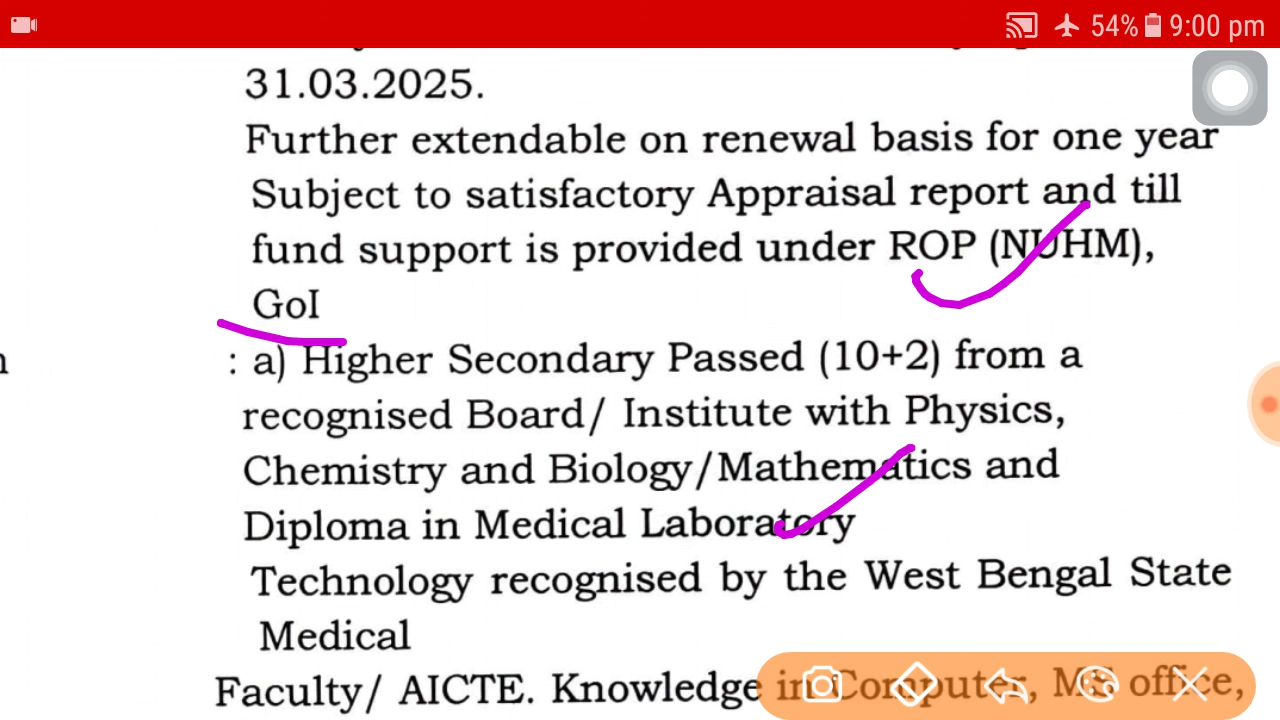 54% 9:00 pm
31.03.2025.
Further extendable on renewal basis for one year
Subject to satisfactory Appraisal report and till
fund support is provided under ROP (NUHM),
GoI
: a) Higher Secondary Passed (10+2) from a
recognised Board/ Institute with Physics,
Chemistry and Biology/Mathematics and
Diploma in Medical Laboratory
Technology recognised by the West Bengal State
Medical
Faculty/ AICTE. Knowledge in Computer, MS office,